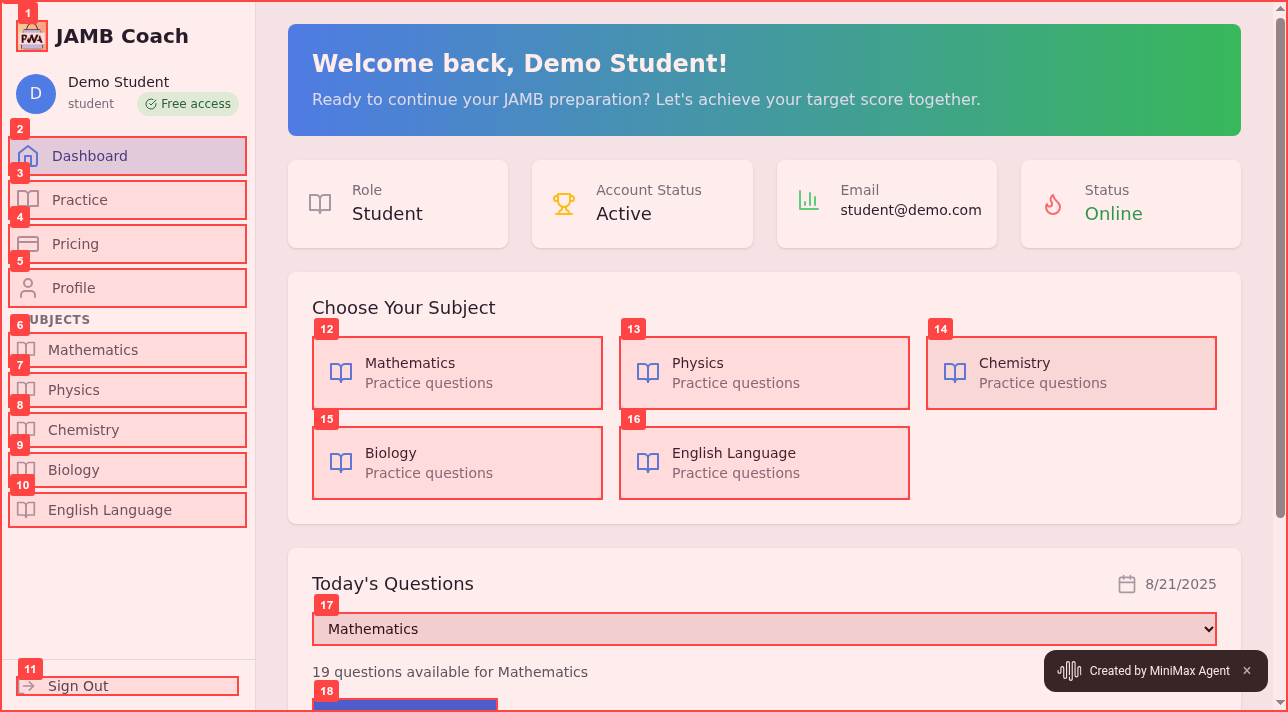 1
PWA
JAMB Coach
D
Demo Student
student
Free access
2
Dashboard
3
Practice
4
Pricing
5
Profile
6
UBJECTS
Mathematics
7
Physics
8
Chemistry
9
Biology
10
English Language
11
Sign Out
Welcome back, Demo Student!
Ready to continue your JAMB preparation? Let's achieve your target score together.
Role
Student
Account Status
Active
Email
student@demo.com
Status
Online
Choose Your Subject
12
Mathematics
Practice questions
13
Physics
Practice questions
14
Chemistry
Practice questions
15
Biology
Practice questions
16
English Language
Practice questions
Today's Questions
8/21/2025
17
Mathematics
19 questions available for Mathematics
18
Created by MiniMax Agent ×